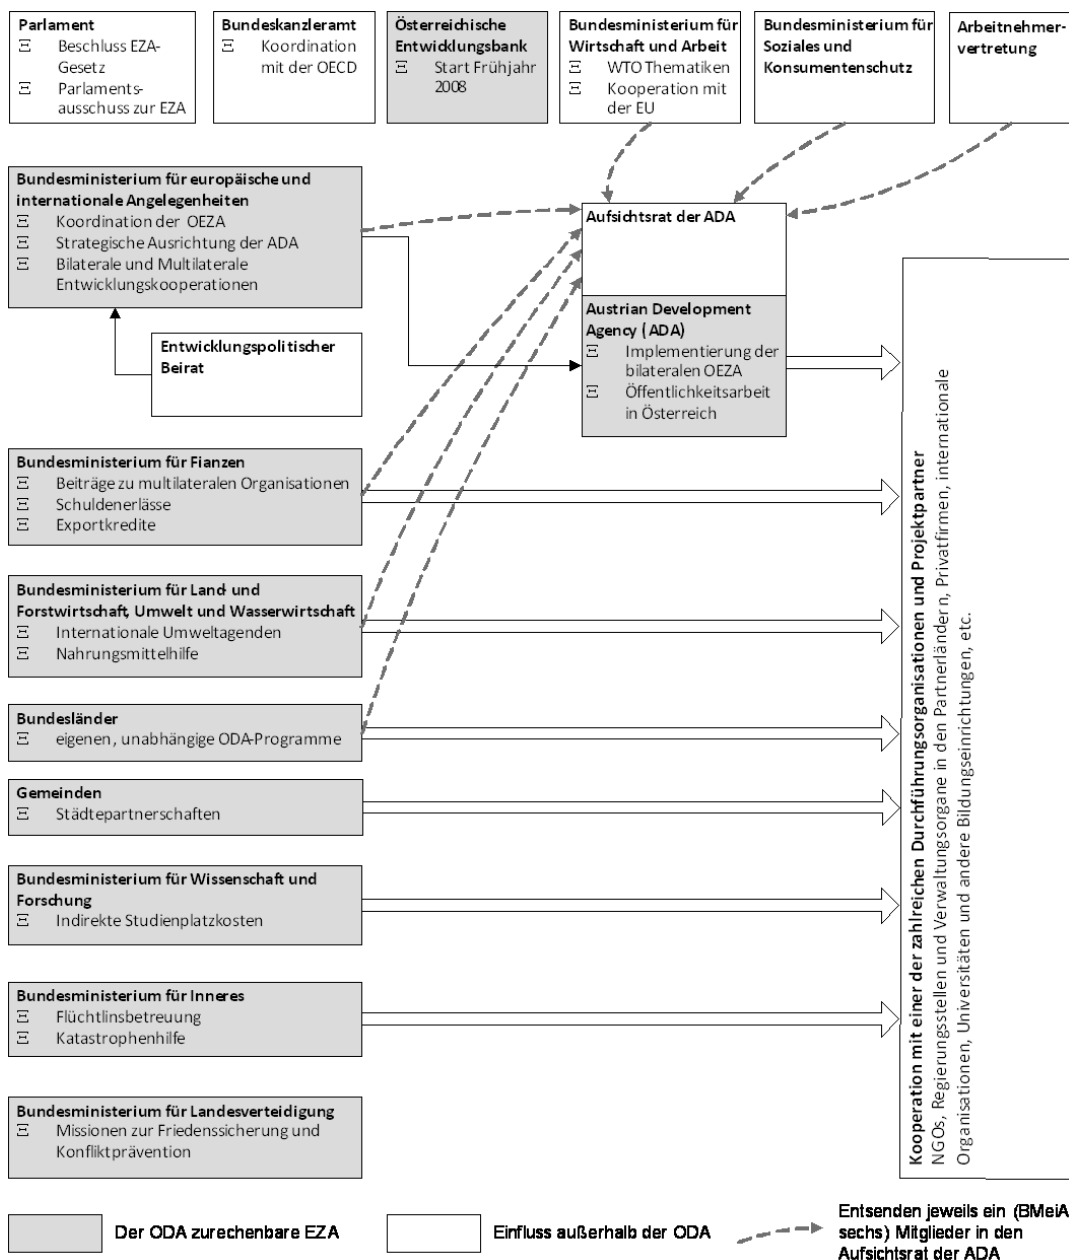 Parlament
Ξ Beschluss EZA-
Gesetz
Ξ Parlaments-
ausschuss zur EZA
Bundeskanzleramt
Ξ Koordination
mit der OECD
Österreichische
Entwicklungsbank
Ξ Start Frühjahr
2008
Bundesministerium für
Wirtschaft und Arbeit
Ξ WTO Thematiken
Ξ Kooperation mit
der EU
Bundesministerium für
Soziales und
Konsumentenschutz
Arbeitnehmer-
vertretung
Bundesministerium für europäische und
internationale Angelegenheiten
Ξ Koordination der OEZA
Ξ Strategische Ausrichtung der ADA
Ξ Bilaterale und Multilaterale
Entwicklungskooperationen
Aufsichtsrat der ADA
Austrian Development
Agency (ADA)
Ξ Implementierung der
bilateralen OEZA
Ξ Öffentlichkeitsarbeit
in Österreich
Entwicklungspolitischer
Beirat
Bundesministerium für Fianzen
Ξ Beiträge zu multilateralen Organisationen
Ξ Schuldenerlässe
Ξ Exportkredite
Bundesministerium für Land- und
Forstwirtschaft, Umwelt und Wasserwirtschaft
Ξ Internationale Umweltagenden
Ξ Nahrungsmittelhilfe
Bundesländer
Ξ eigenen, unabhängige ODA-Programme
Gemeinden
Ξ Städtepartnerschaften
Bundesministerium für Wissenschaft und
Forschung
Ξ Indirekte Studienplatzkosten
Bundesministerium für Inneres
Ξ Flüchtlinsbetreuung
Ξ Katastrophenhilfe
Bundesministerium für Landesverteidigung
Ξ Missionen zur Friedenssicherung und
Konfliktprävention
Kooperation mit einer der zahlreichen Durchführungsorganisationen und Projektpartner
NGOs, Regierungsstellen und Verwaltungsorgane in den Partnerländern, Privatfirmen, internationale
Organisationen, Universitäten und andere Bildungseinrichtungen, etc.
Der ODA zurechenbare EZA
Einfluss außerhalb der ODA
Entsenden jeweils ein (BMeiA
sechs) Mitglieder in den
Aufsichtsrat der ADA